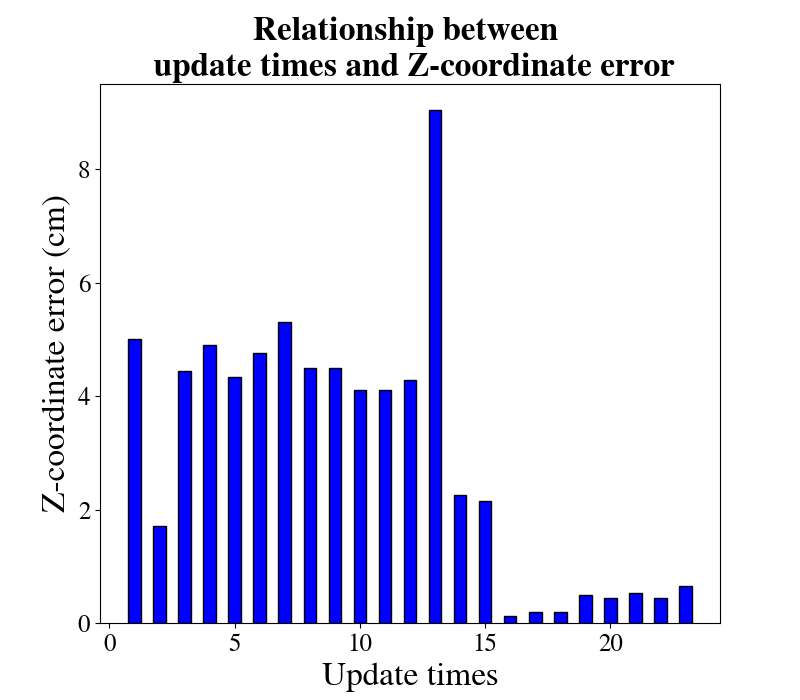 Relationship between
update times and Z-coordinate error
Z-coordinate error (cm)
8
6
4
2
0
0 5 10 15 20
Update times